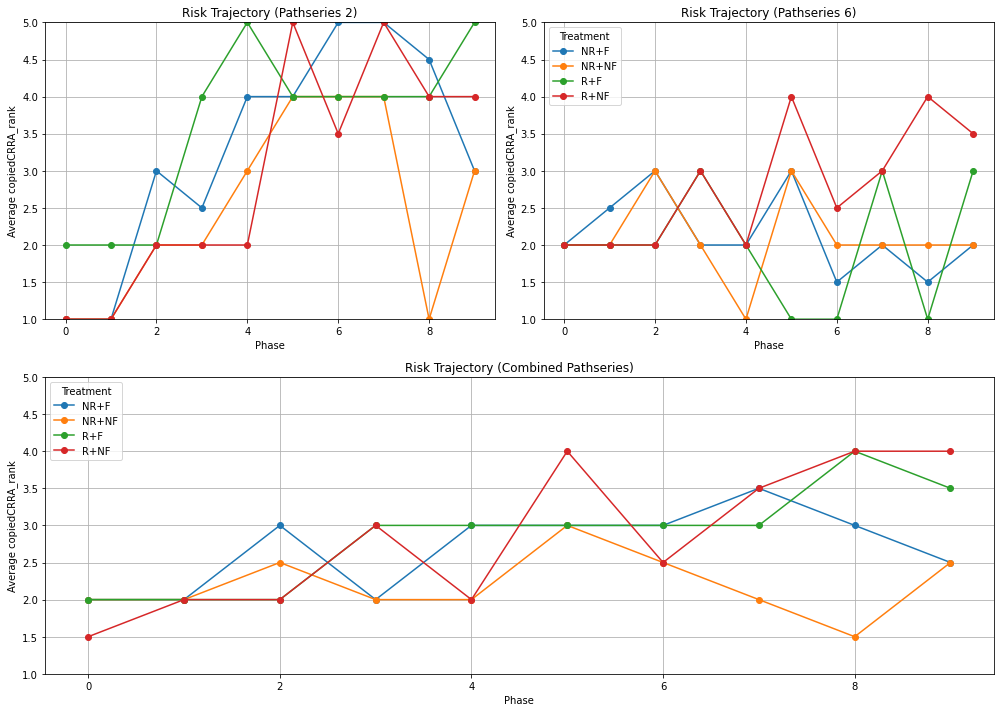 Risk Trajectory (Pathseries 2)
Average copiedCRRA_rank
5.0
4.5
4.0
3.5
3.0
2.5
2.0
1.5
1.0
0 2 4 6 8
Phase
Risk Trajectory (Pathseries 6)
Average copiedCRRA_rank
5.0
4.5
4.0
3.5
3.0
2.5
2.0
1.5
1.0
Treatment
NR+F
NR+NF
R+F
R+NF
0 2 4 6 8
Phase
Risk Trajectory (Combined Pathseries)
Average copiedCRRA_rank
5.0
4.5
4.0
3.5
3.0
2.5
2.0
1.5
1.0
Treatment
NR+F
NR+NF
R+F
R+NF
0 2 4 6 8
Phase